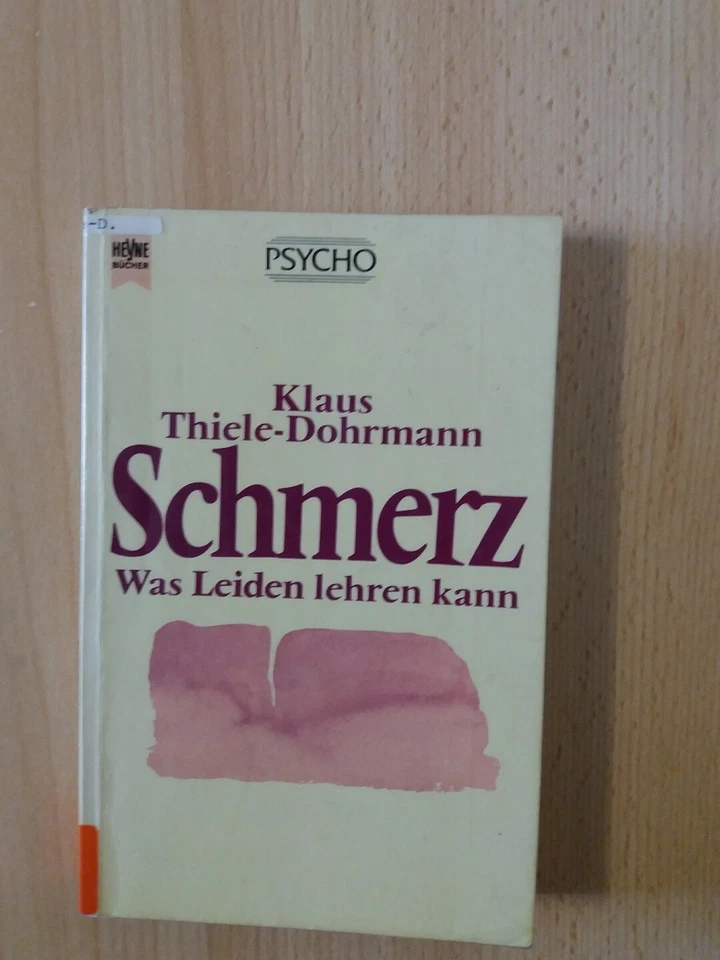 -D.
HEYNE
BÜCHER
PSYCHO
Klaus
Thiele-Dohrmann
Schmerz
Was Leiden lehren kann